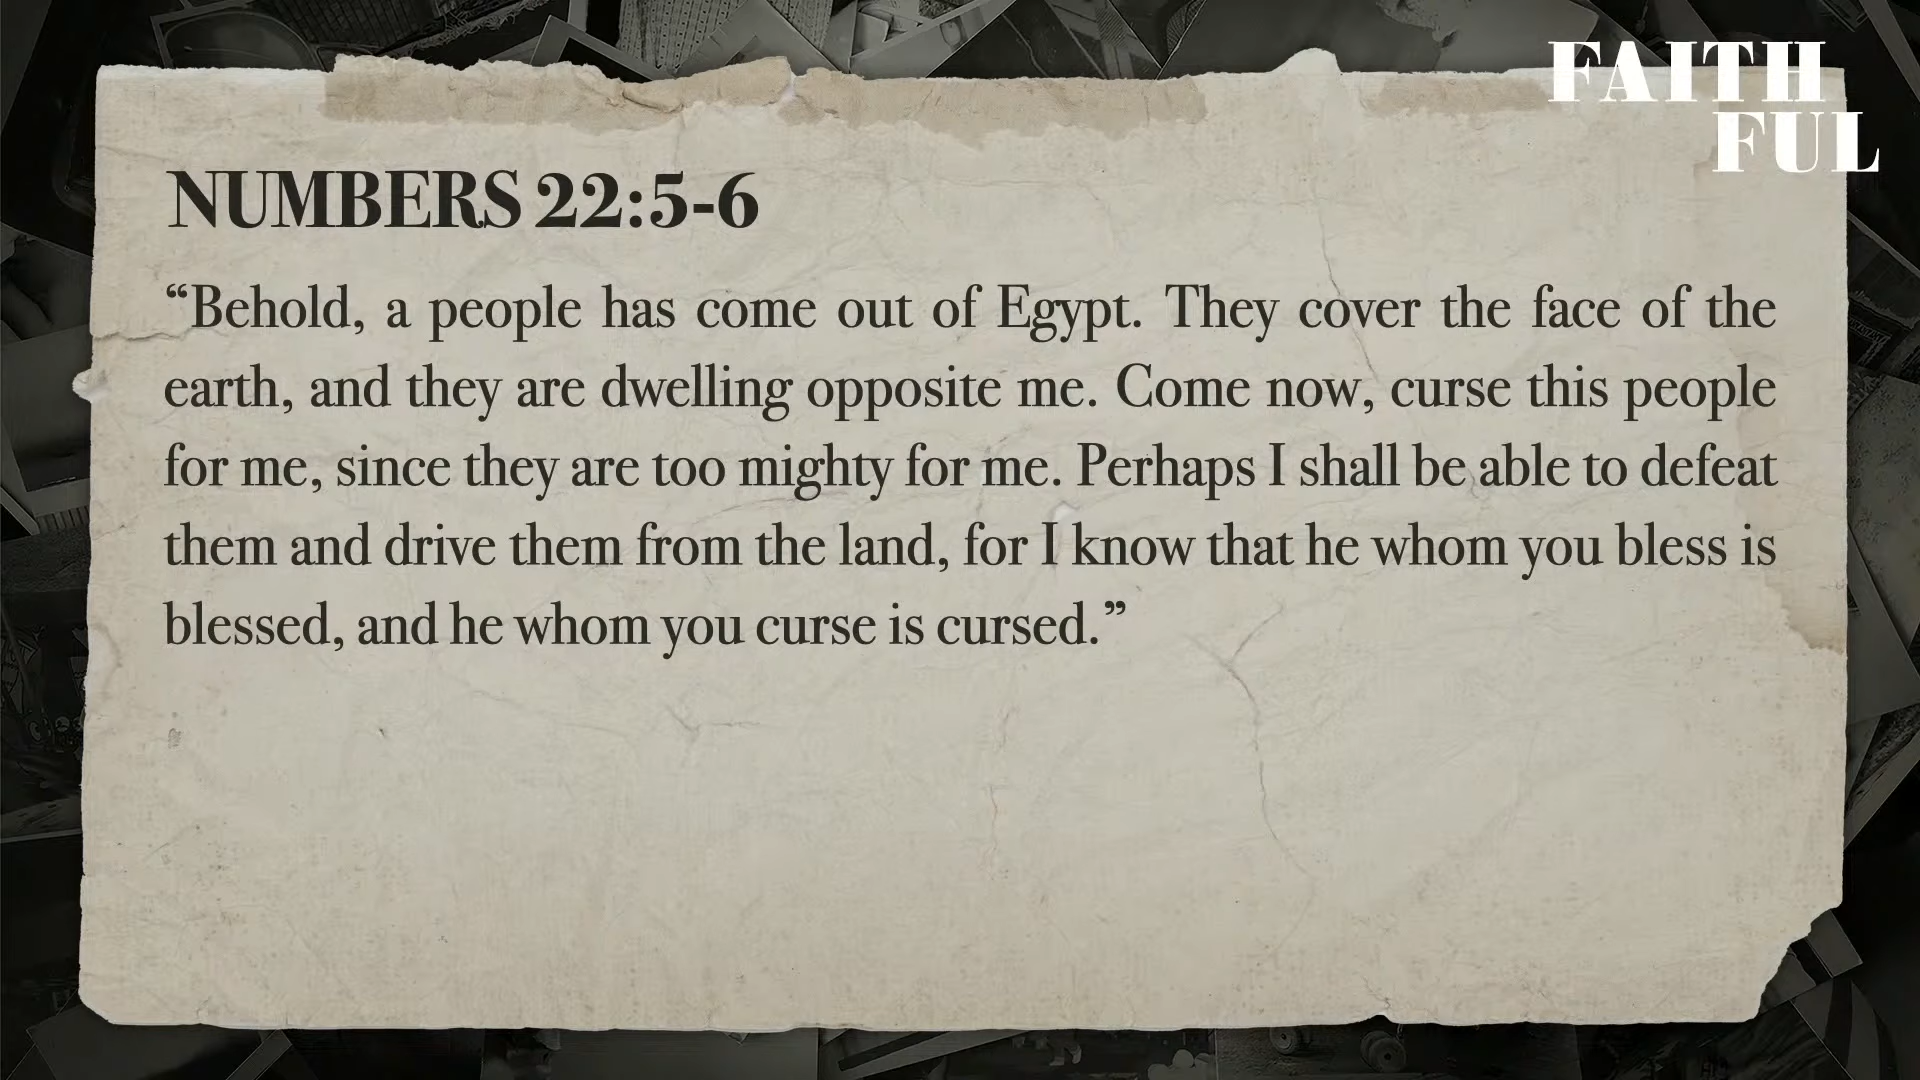 FAITH
FUL
NUMBERS 22:5-6
“Behold, a people has come out of Egypt. They cover the face of the
earth, and they are dwelling opposite me. Come now, curse this people
for me, since they are too mighty for me. Perhaps I shall be able to defeat
them and drive them from the land, for I know that he whom you bless is
blessed, and he whom you curse is cursed.”